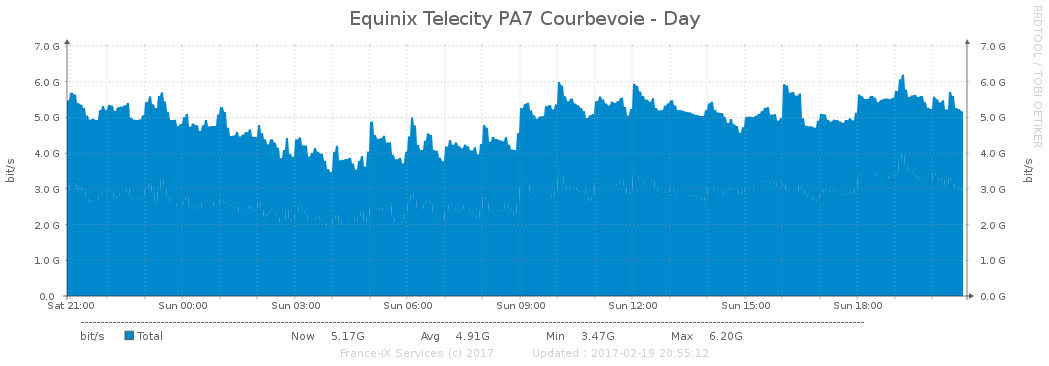 Equinix Telecity PA7 Courbevoie - Day
RRDTOOL / TOBI OETIKER
7.0 G 7.0 G
6.0 G 6.0 G
5.0 G 5.0 G
4.0 G 4.0 G
3.0 G 3.0 G
2.0 G 2.0 G
1.0 G 1.0 G
0.0 0.0 G
bit/s
bit/s
Sat 21:00 Sun 00:00 Sun 03:00 Sun 06:00 Sun 09:00 Sun 12:00 Sun 15:00 Sun 18:00
bit/s Total Now 5.17G Avg 4.91G Min 3.47G Max 6.20G
France-IX Services (c) 2017 Updated : 2017-02-19 20:55:12